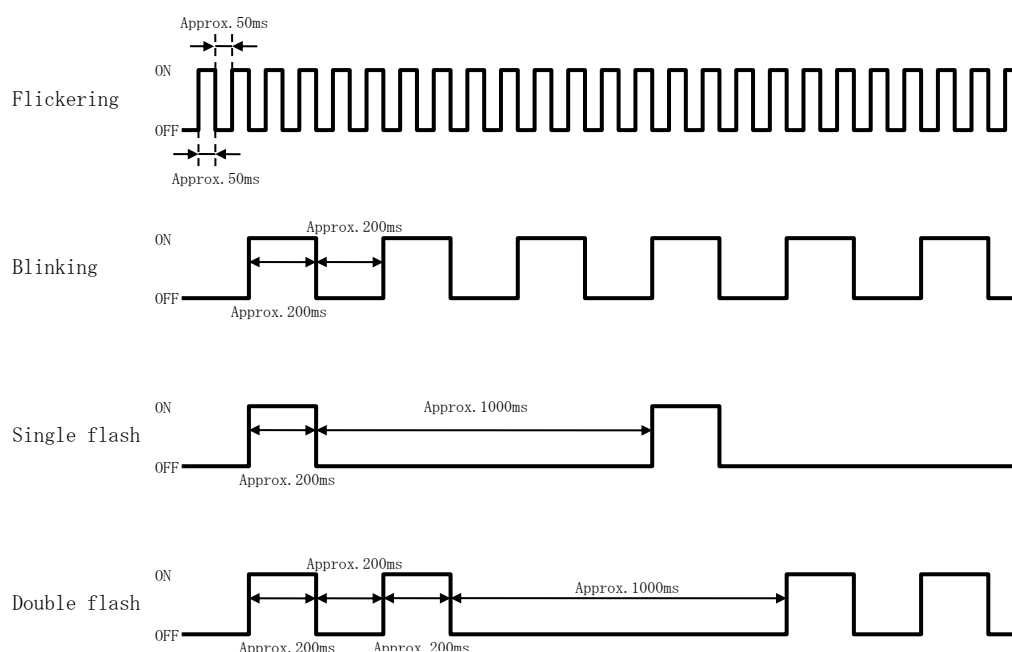 Approx.50ms
ON
Flickering
OFF
Approx.50ms
Approx.200ms
ON
Blinking
OFF
Approx.200ms
ON
Approx.1000ms
Single flash
OFF
Approx.200ms
Approx.200ms
ON
Approx.1000ms
Double flash
OFF
Approx.200ms
Approx.200ms